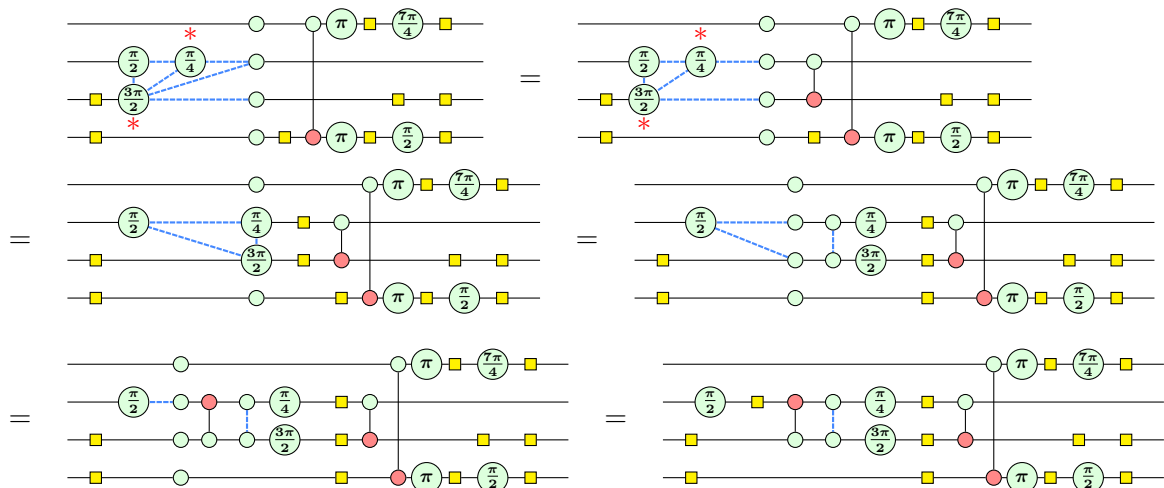 π 7π/4 π 7π/4
* *
π/2 π/4 = π/2 π/4
3π/2 3π/2
* π π/2 * π π/2
π 7π/4 π 7π/4
π/2 π/4 π/2 π/4
= 3π/2 = 3π/2
π π/2 π π/2
π 7π/4 π 7π/4
= π/2 π/4 = π/2 π/4
3π/2 3π/2
π π/2 π π/2